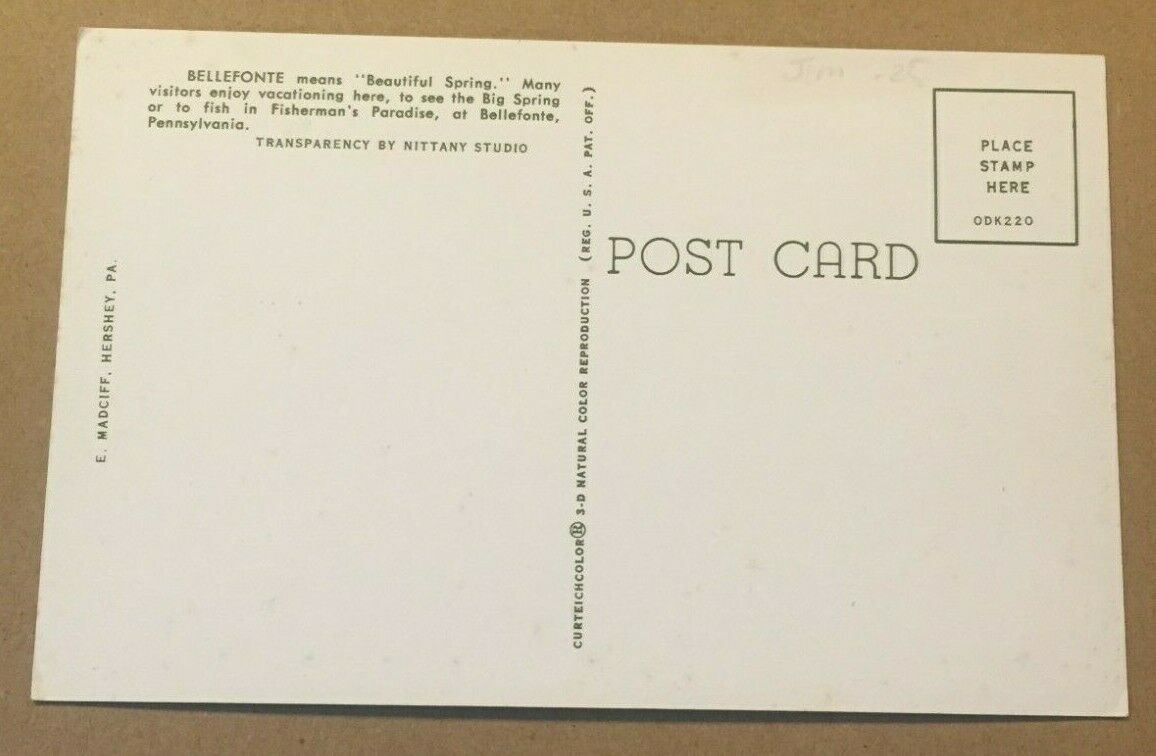 BELLEFONTE means "Beautiful Spring." Many
visitors enjoy vacationing here, to see the Big Spring
or to fish in Fisherman's Paradise, at Bellefonte,
Pennsylvania.
TRANSPARENCY BY NITTANY STUDIO
E. MADCIFF, HERSHEY, PA.
CURTEICHCOLOR® 3-D NATURAL COLOR REPRODUCTION (REG. U. S. A. PAT. OFF.)
POST CARD
PLACE
STAMP
HERE
ODK220